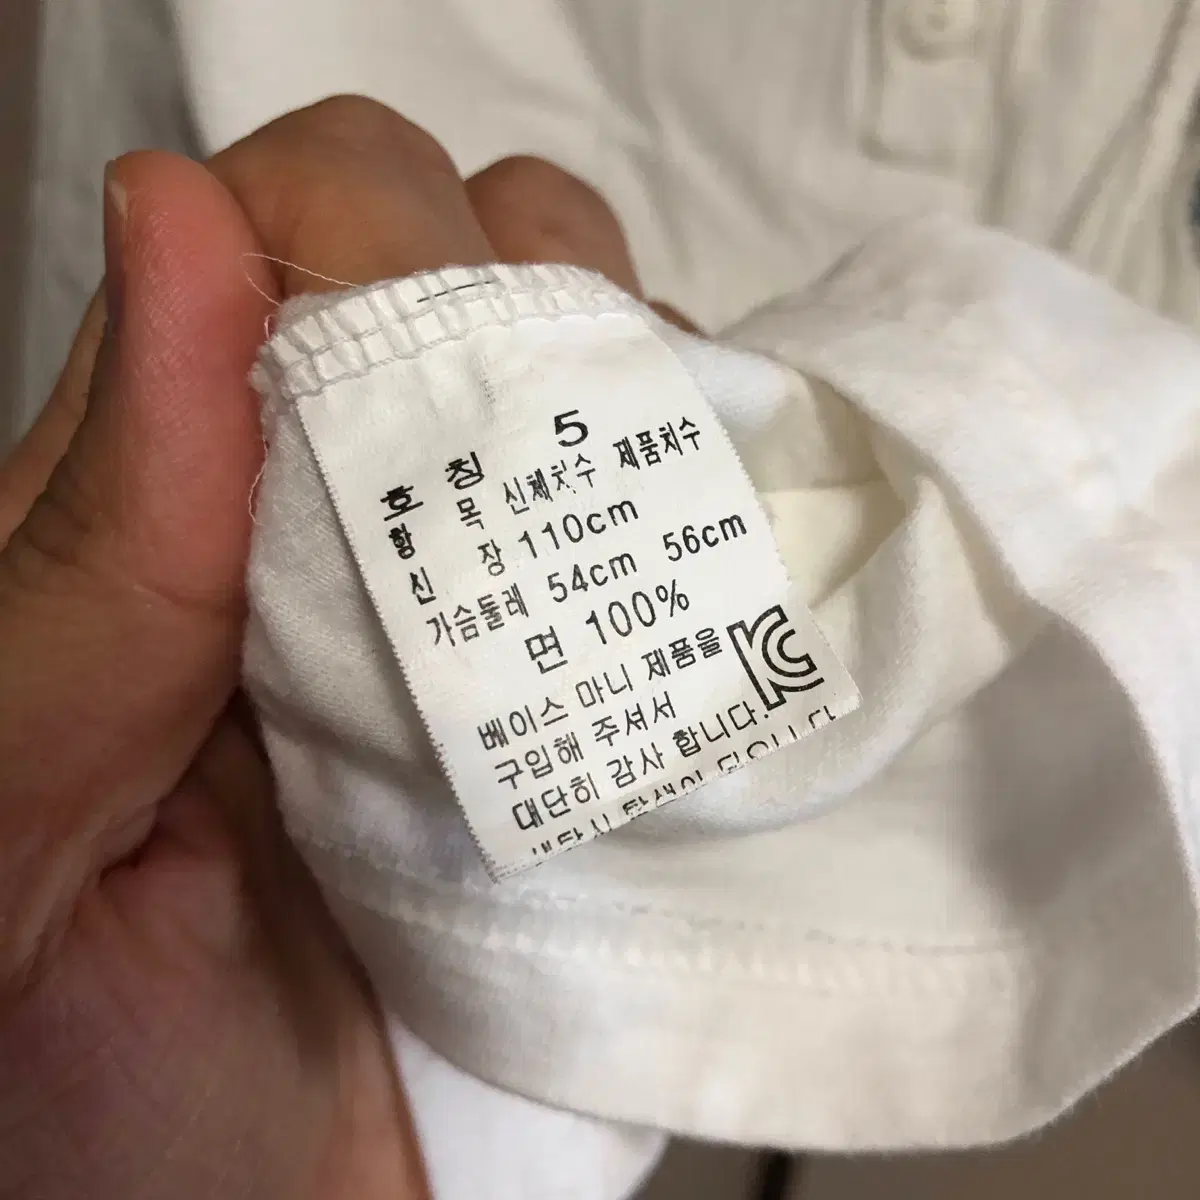 호 칭 5
항 목 신체치수 제품치수
신 장 110cm
가슴둘레 54cm 56cm
면 100%
베이스 마니 제품을
구입해 주셔서
대단히 감사 합니다.
KC